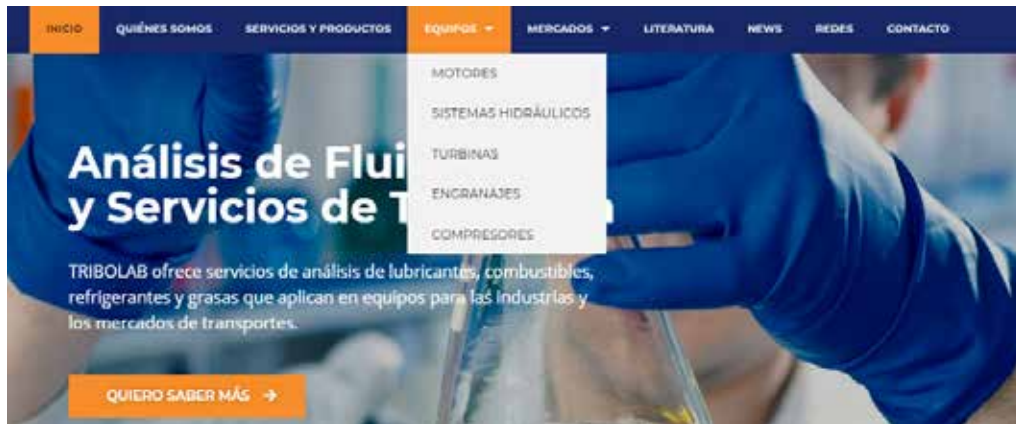 INICIO QUIÉNES SOMOS SERVICIOS Y PRODUCTOS EQUIPOS MERCADOS LITERATURA NEWS REDES CONTACTO
MOTORES
SISTEMAS HIDRÁULICOS
TURBINAS
ENGRANAJES
COMPRESORES
Análisis de Flui
y Servicios de T
TRIBOLAB ofrece servicios de análisis de lubricantes, combustibles,
refrigerantes y grasas que aplican en equipos para las industrias y
los mercados de transportes.
QUIERO SABER MÁS →